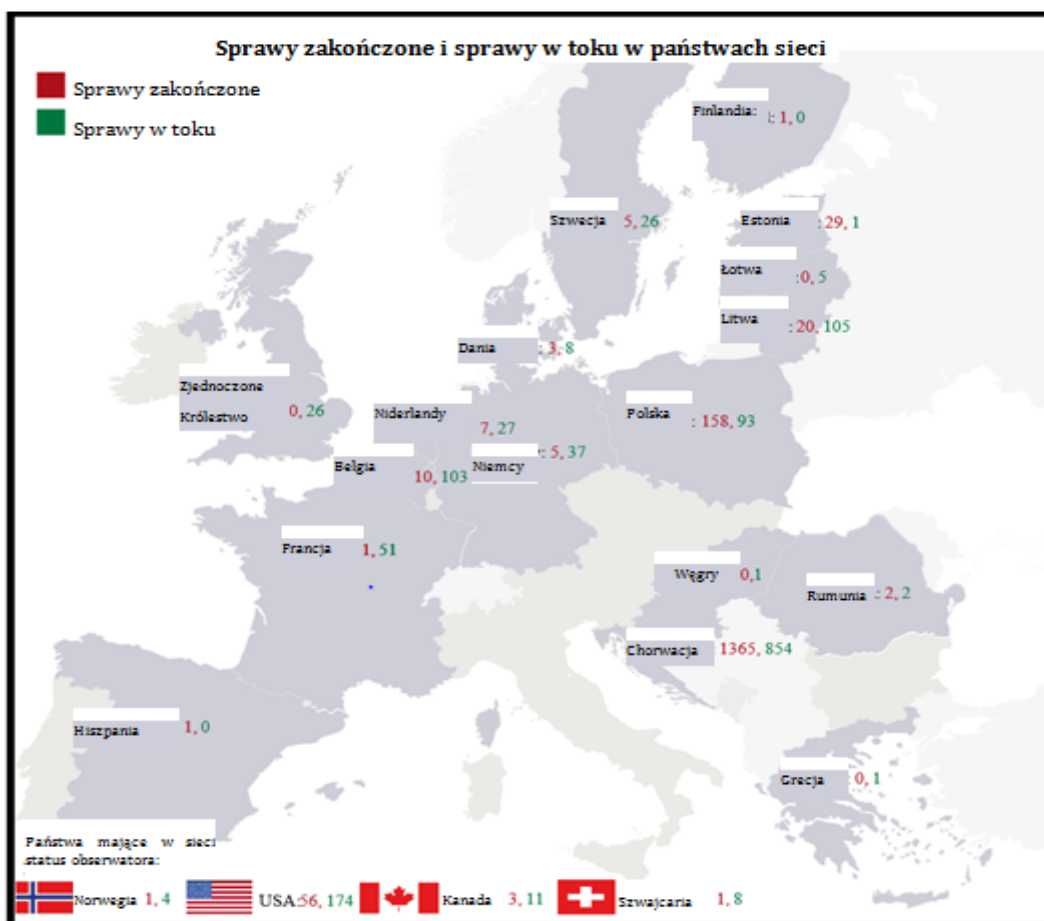 Sprawy zakończone i sprawy w toku w państwach sieci
Sprawy zakończone
Sprawy w toku
Finlandia: : 1, 0
Szwecja 5, 26
Estonia : 29, 1
Łotwa :0, 5
Litwa : 20, 105
Dania : 3, 8
Zjednoczone
Królestwo 0, 26
Niderlandy 7, 27
Polska : 158, 93
Belgia 10, 103
Niemcy : 5, 37
Francja 1, 51
Węgry 0,1
Rumunia : 2, 2
Chorwacja 1365, 854
Hiszpania 1, 0
Grecja 0, 1
Państwa mające w sieci
status obserwatora:
Norwegia 1, 4 USA:56, 174 Kanada 3, 11 Szwajcaria 1, 8